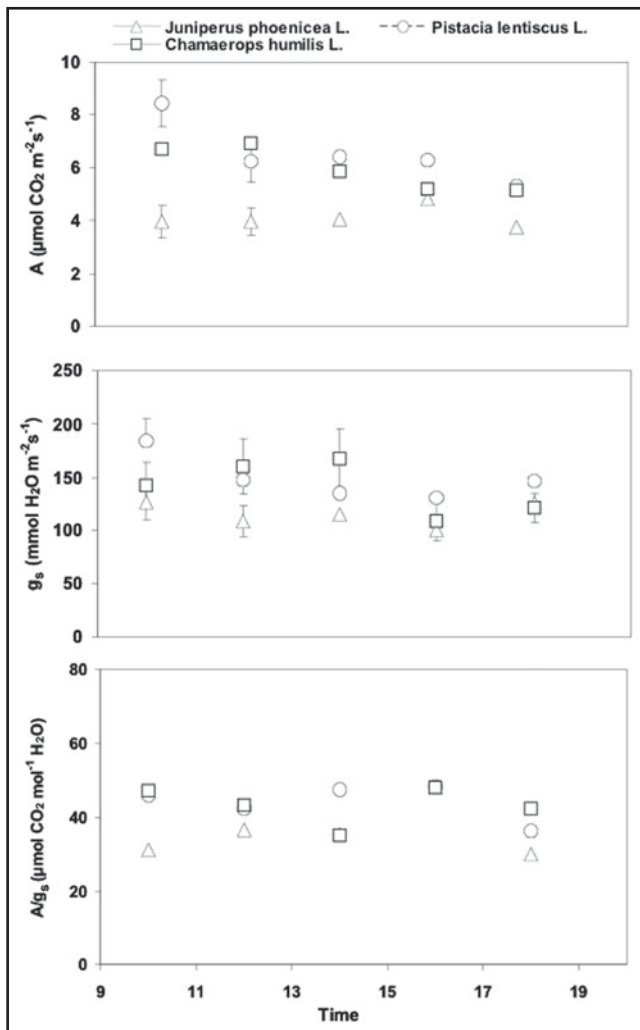 Juniperus phoenicea L. Pistacia lentiscus L.
Chamaerops humilis L.
10
8
6
4
2
0
A (µmol CO₂ m⁻²s⁻¹)
250
200
150
100
50
0
gₛ (mmol H₂O m⁻²s⁻¹)
80
60
40
20
0
A/gₛ (µmol CO₂ mol⁻¹ H₂O)
9 11 13 15 17 19
Time